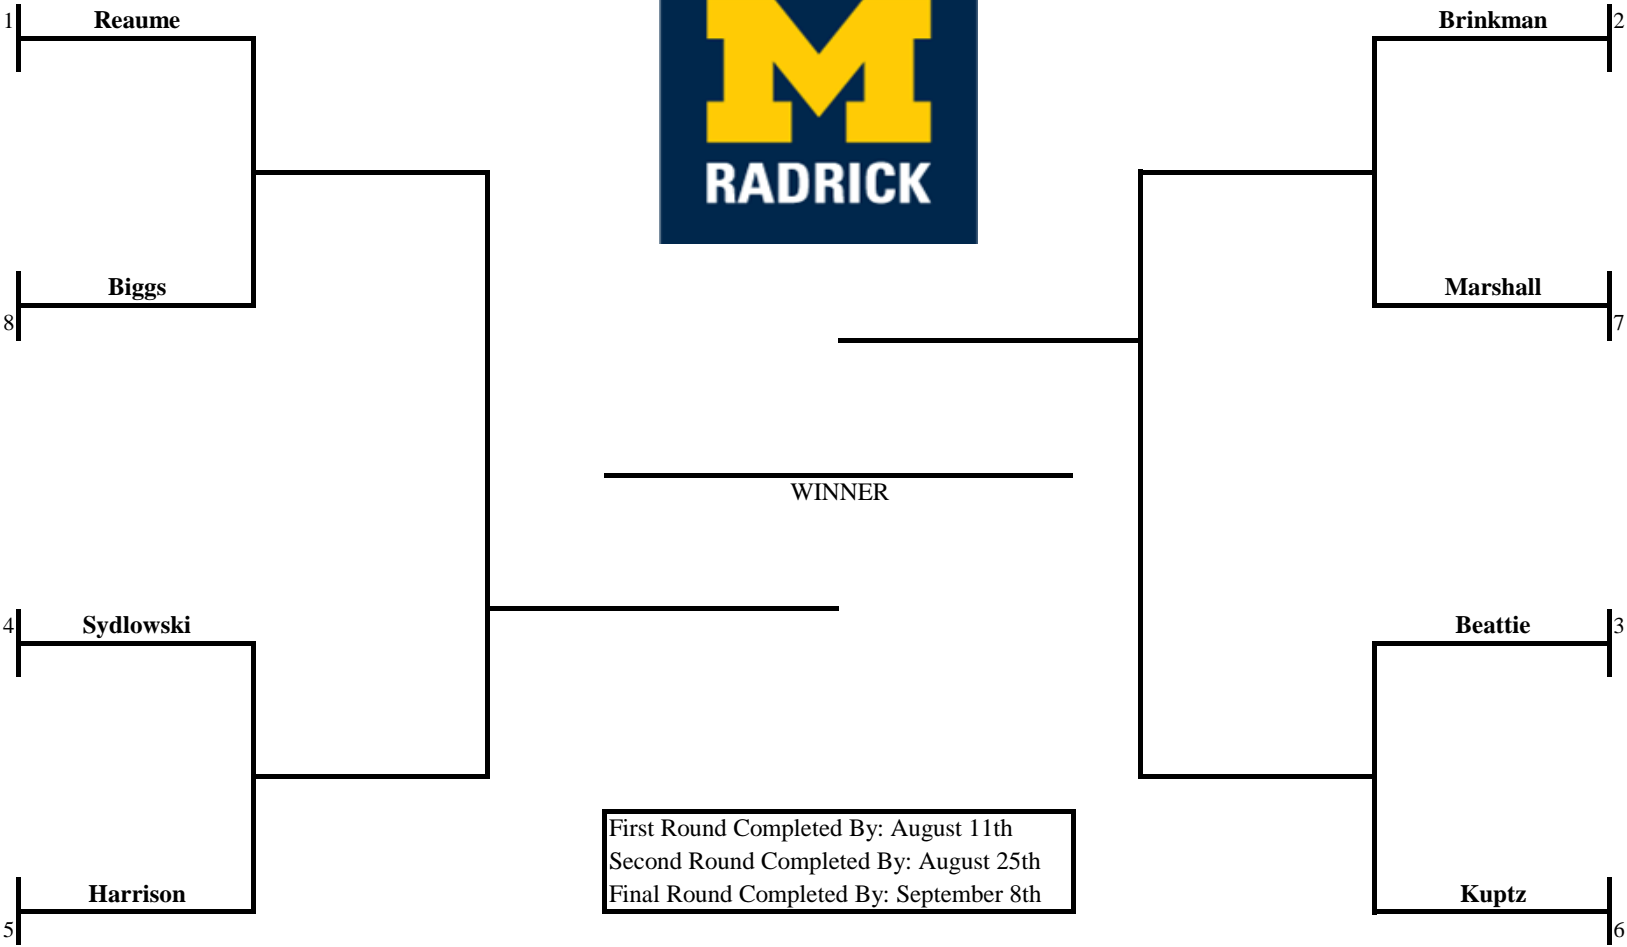 1 Reaume
Brinkman 2
M
RADRICK
Biggs
8
Marshall
7
WINNER
4 Sydlowski
Beattie 3
First Round Completed By: August 11th
Second Round Completed By: August 25th
Final Round Completed By: September 8th
Harrison
5
Kuptz
6